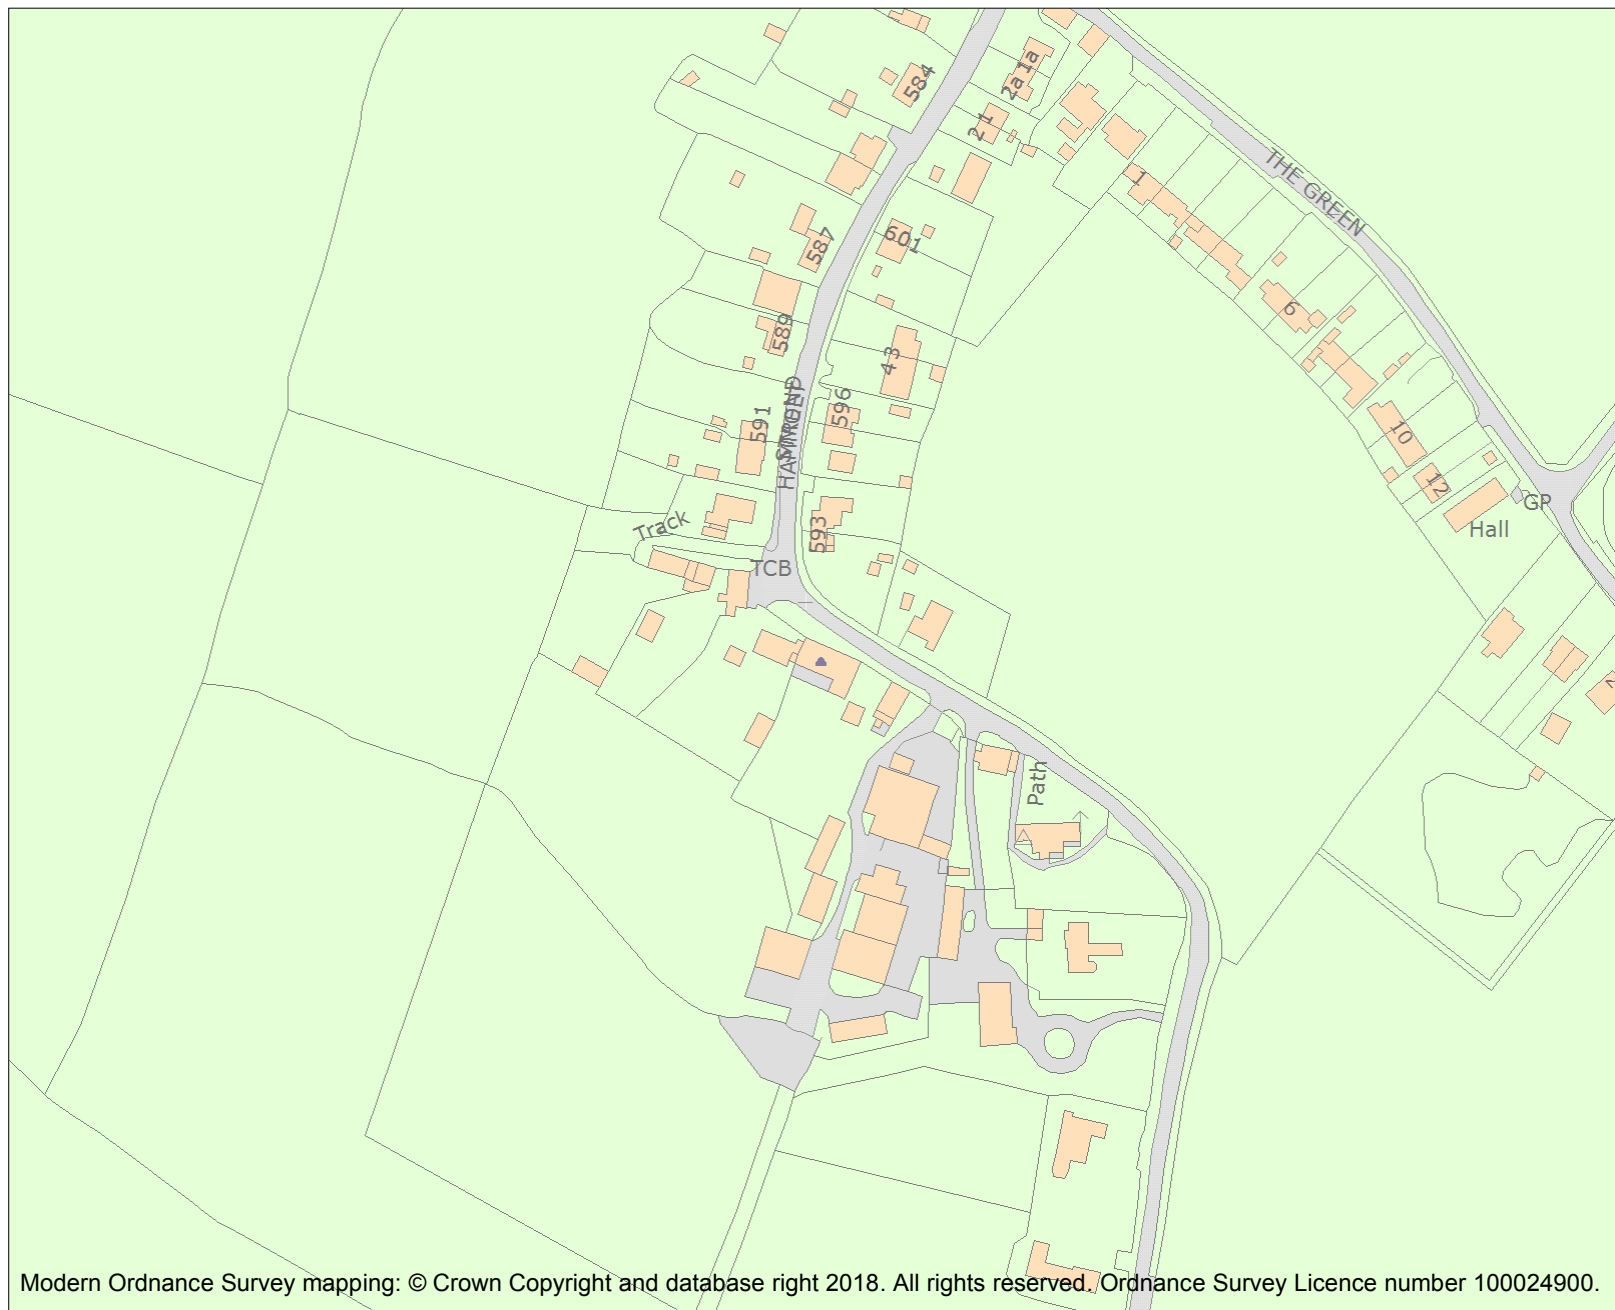 584
2a 1a
2 1
THE GREEN
1
587
601
6
589
4 3
596
591
10
12
GP
Track
593
Hall
TCB
Path
Modern Ordnance Survey mapping: © Crown Copyright and database right 2018. All rights reserved. Ordnance Survey Licence number 100024900.